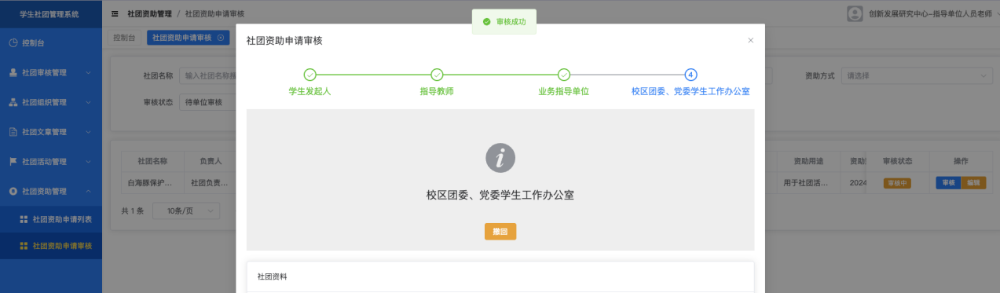 学生社团管理系统
社团资助管理 / 社团资助申请审核
审核成功
创新发展研究中心-指导单位人员老师
控制台
社团审核管理
社团组织管理
社团文章管理
社团活动管理
社团资助管理
社团资助申请列表
社团资助申请审核
控制台
社团资助申请审核
社团名称
输入社团名称
资助方式
请选择
审核状态
待单位审核
社团名称
负责人
资助用途
资助
审核状态
操作
白海豚保护...
社团负责...
用于社团活...
2024
审核中
审核
编辑
共 1 条
10条/页
社团资助申请审核
学生发起人
指导教师
业务指导单位
4
校区团委、党委学生工作办公室
校区团委、党委学生工作办公室
撤回
社团资料